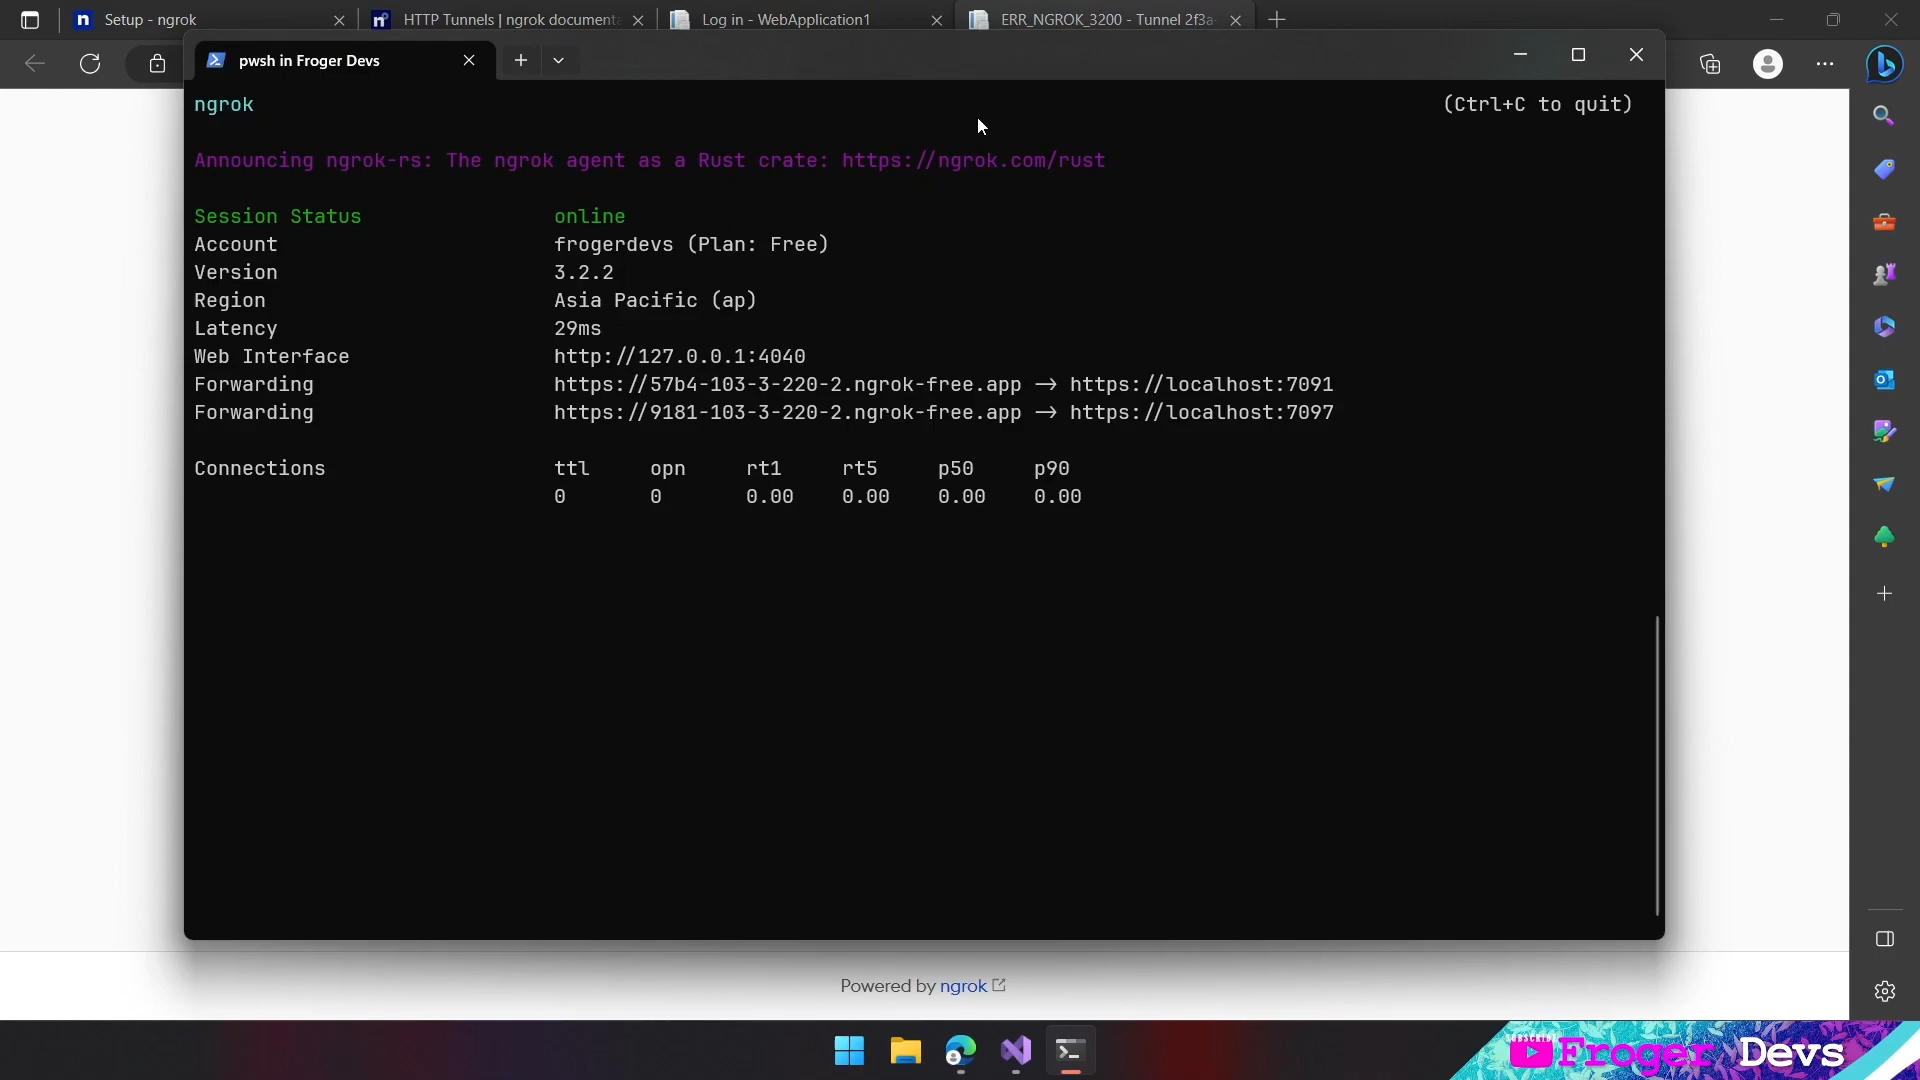 Setup - ngrok
HTTP Tunnels | ngrok documenta
Log in - WebApplication1
ERR_NGROK_3200 - Tunnel 2f3a-
pwsh in Froger Devs
ngrok (Ctrl+C to quit)
Announcing ngrok-rs: The ngrok agent as a Rust crate: https://ngrok.com/rust
Session Status online
Account frogerdevs (Plan: Free)
Version 3.2.2
Region Asia Pacific (ap)
Latency 29ms
Web Interface http://127.0.0.1:4040
Forwarding https://57b4-103-3-220-2.ngrok-free.app → https://localhost:7091
Forwarding https://9181-103-3-220-2.ngrok-free.app → https://localhost:7097
Connections ttl opn rt1 rt5 p50 p90
0 0 0.00 0.00 0.00 0.00
Powered by ngrok
SUBSCRIBE
Froger Devs